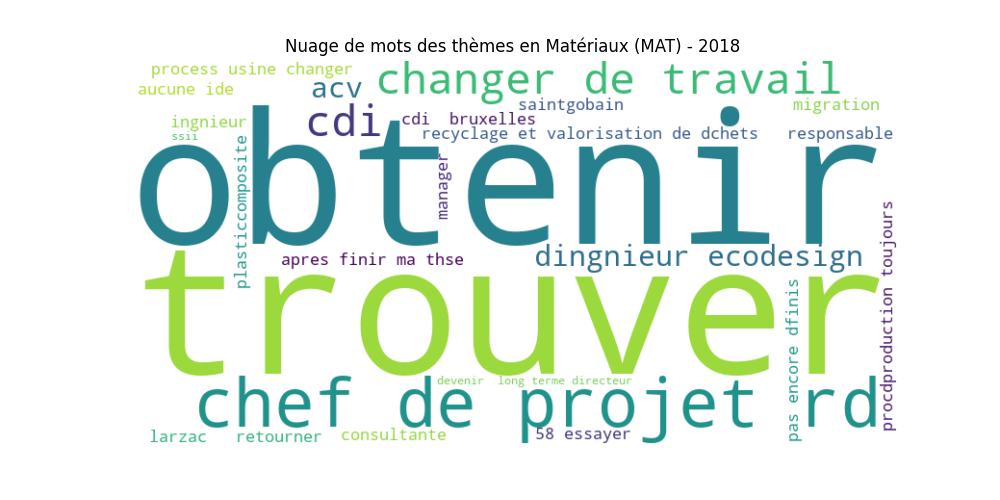 Nuage de mots des thèmes en Matériaux (MAT) - 2018
process usine changer
changer de travail
aucune ide
acv
saintgobain
migration
cdi
cdi bruxelles
ingnieur
recyclage et valorisation de dchets
responsable
ssii
obtenir
plasticcomposite
manager
apres finir ma thse
dingnieur ecodesign
procdproduction toujours
trouver
pas encore dfinis
devenir
long terme directeur
chef de projet rd
larzac
retourner
consultante
58 essayer